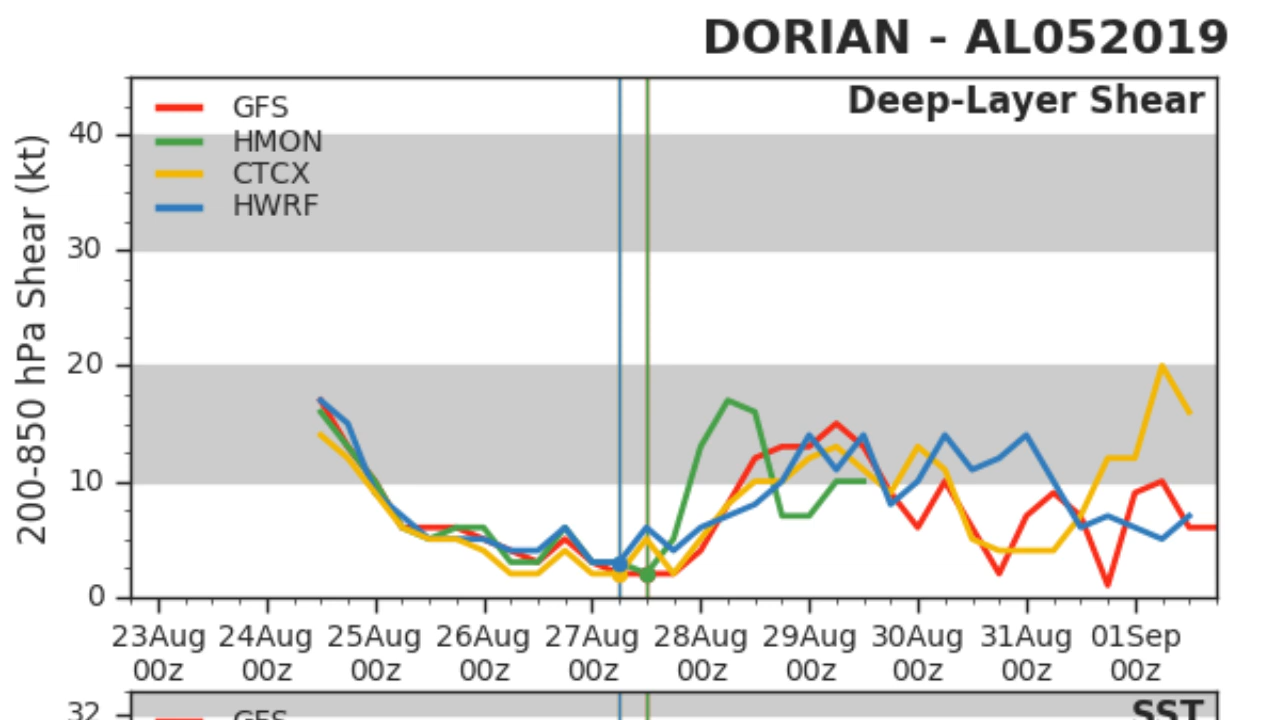 DORIAN - AL052019
Deep-Layer Shear
GFS
HMON
CTCX
HWRF
200-850 hPa Shear (kt)
40
30
20
10
0
23Aug 24Aug 25Aug 26Aug 27Aug 28Aug 29Aug 30Aug 31Aug 01Sep
00z 00z 00z 00z 00z 00z 00z 00z 00z 00z
32
GFS
SST